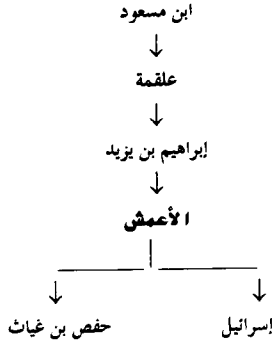 ابن مسعود
علقمة
إبراهيم بن يزيد
الأعمش
إسرائيل
حفص بن غياث